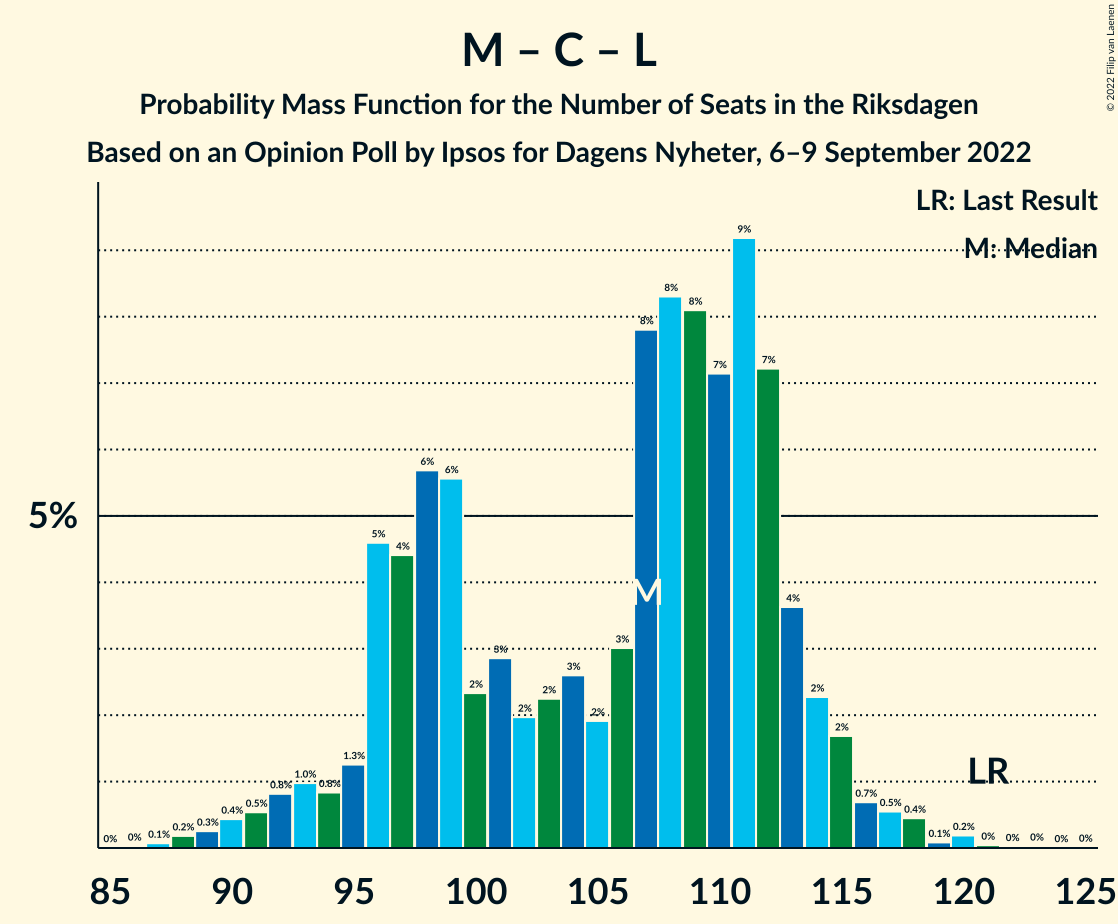 M – C – L
Probability Mass Function for the Number of Seats in the Riksdagen
Based on an Opinion Poll by Ipsos for Dagens Nyheter, 6–9 September 2022
© 2022 Filip van Laenen
LR: Last Result
M: Median
5%
0% 0% 0.1% 0.2% 0.3% 0.4% 0.5% 0.8% 1.0% 0.8% 1.3% 5% 4% 6% 6% 2% 3% 2% 2% 3% 2% 3% 8% 8% 8% 7% 9% 7% 4% 2% 2% 0.7% 0.5% 0.4% 0.1% 0.2% 0% 0% 0% 0% 0%
M
LR
85 90 95 100 105 110 115 120 125